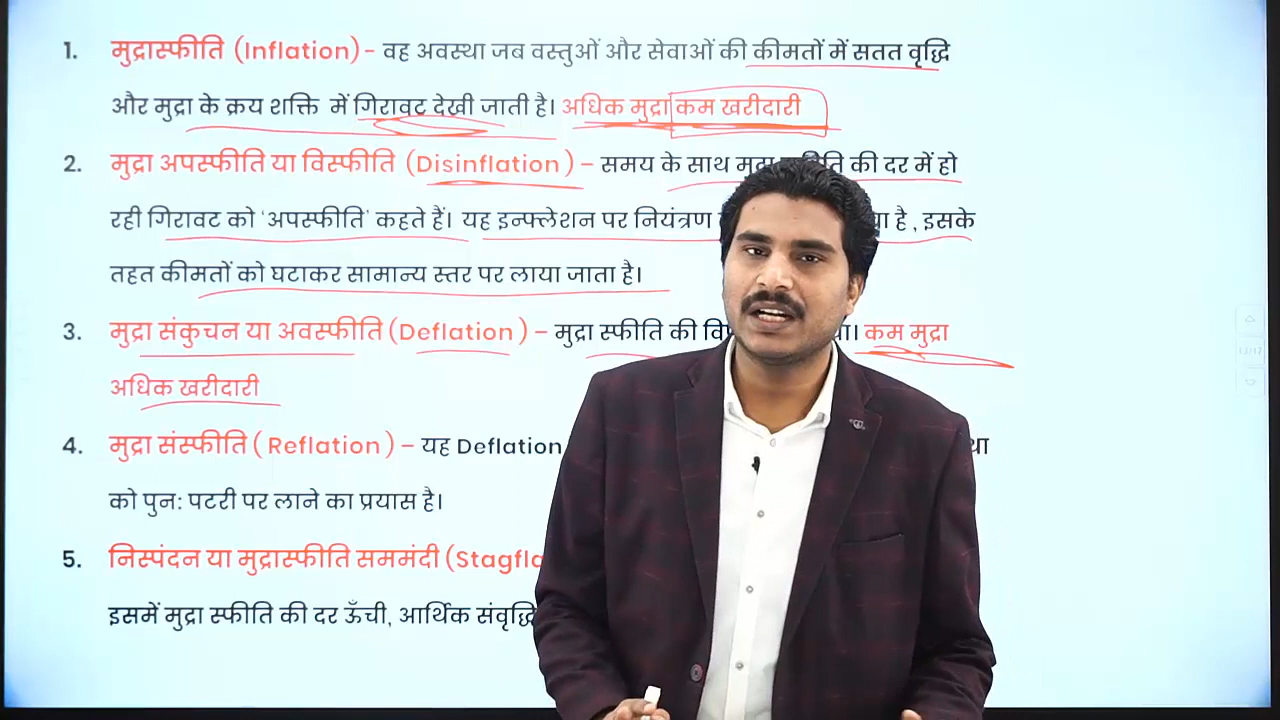 1. मुद्रास्फीति (Inflation) - वह अवस्था जब वस्तुओं और सेवाओं की कीमतों में सतत वृद्धि
और मुद्रा के क्रय शक्ति में गिरावट देखी जाती है। अधिक मुद्रा कम खरीदारी
2. मुद्रा अपस्फीति या विस्फीति (Disinflation) – समय के साथ की दर में हो
रही गिरावट को 'अपस्फीति' कहते हैं। यह इन्फ्लेशन पर नियंत्रण है , इसके
तहत कीमतों को घटाकर सामान्य स्तर पर लाया जाता है।
3. मुद्रा संकुचन या अवस्फीति (Deflation) – मुद्रा स्फीति की कम मुद्रा
अधिक खरीदारी
4. मुद्रा संस्फीति ( Reflation ) – यह Deflation
को पुन: पटरी पर लाने का प्रयास है।
5. निस्पंदन या मुद्रास्फीति सममंदी (
इसमें मुद्रा स्फीति की दर ऊँची, आर्थिक संवृद्धि